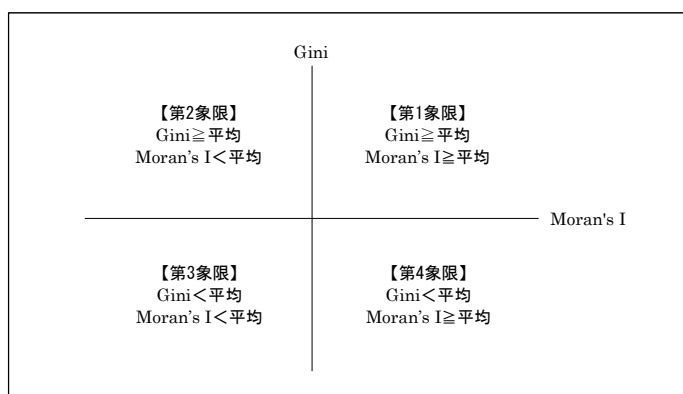 Gini
【第2象限】
Gini≧平均
Moran's I＜平均
【第1象限】
Gini≧平均
Moran's I≧平均
Moran's I
【第3象限】
Gini＜平均
Moran's I＜平均
【第4象限】
Gini＜平均
Moran's I≧平均